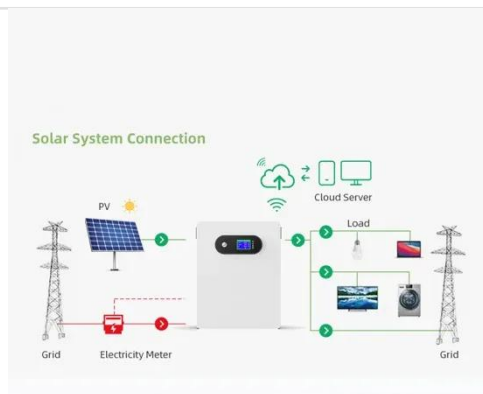 Solar System Connection
Cloud Server
PV
Load
Grid
Electricity Meter
Grid